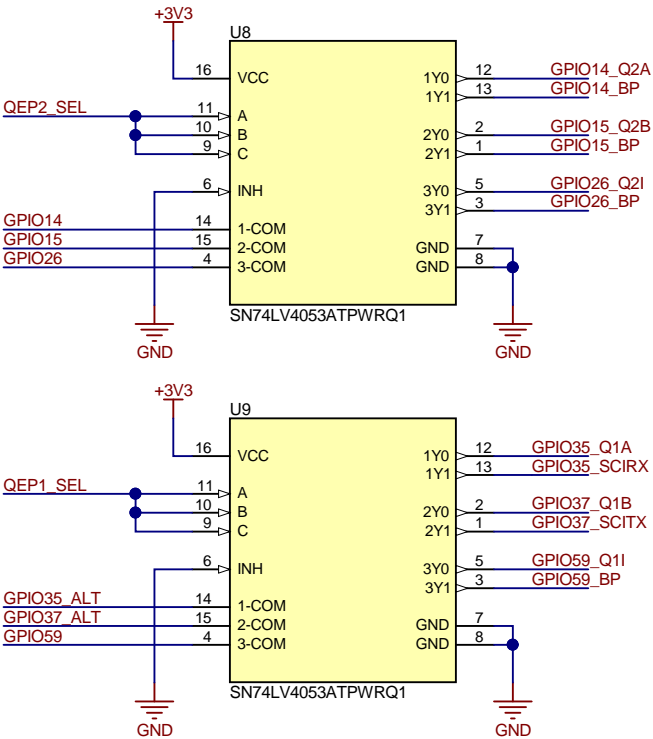 +3V3
U8
16 VCC 1Y0 12 GPIO14_Q2A
1Y1 13 GPIO14_BP
QEP2_SEL 11 A
10 B 2Y0 2 GPIO15_Q2B
9 C 2Y1 1 GPIO15_BP
6 INH 3Y0 5 GPIO26_Q2I
3Y1 3 GPIO26_BP
GPIO14 14 1-COM
GPIO15 15 2-COM GND 7
GPIO26 4 3-COM GND 8
SN74LV4053ATPWRQ1
GND GND
+3V3
U9
16 VCC 1Y0 12 GPIO35_Q1A
1Y1 13 GPIO35_SCIRX
QEP1_SEL 11 A
10 B 2Y0 2 GPIO37_Q1B
9 C 2Y1 1 GPIO37_SCITX
6 INH 3Y0 5 GPIO59_Q1I
3Y1 3 GPIO59_BP
GPIO35_ALT 14 1-COM
GPIO37_ALT 15 2-COM GND 7
GPIO59 4 3-COM GND 8
SN74LV4053ATPWRQ1
GND GND